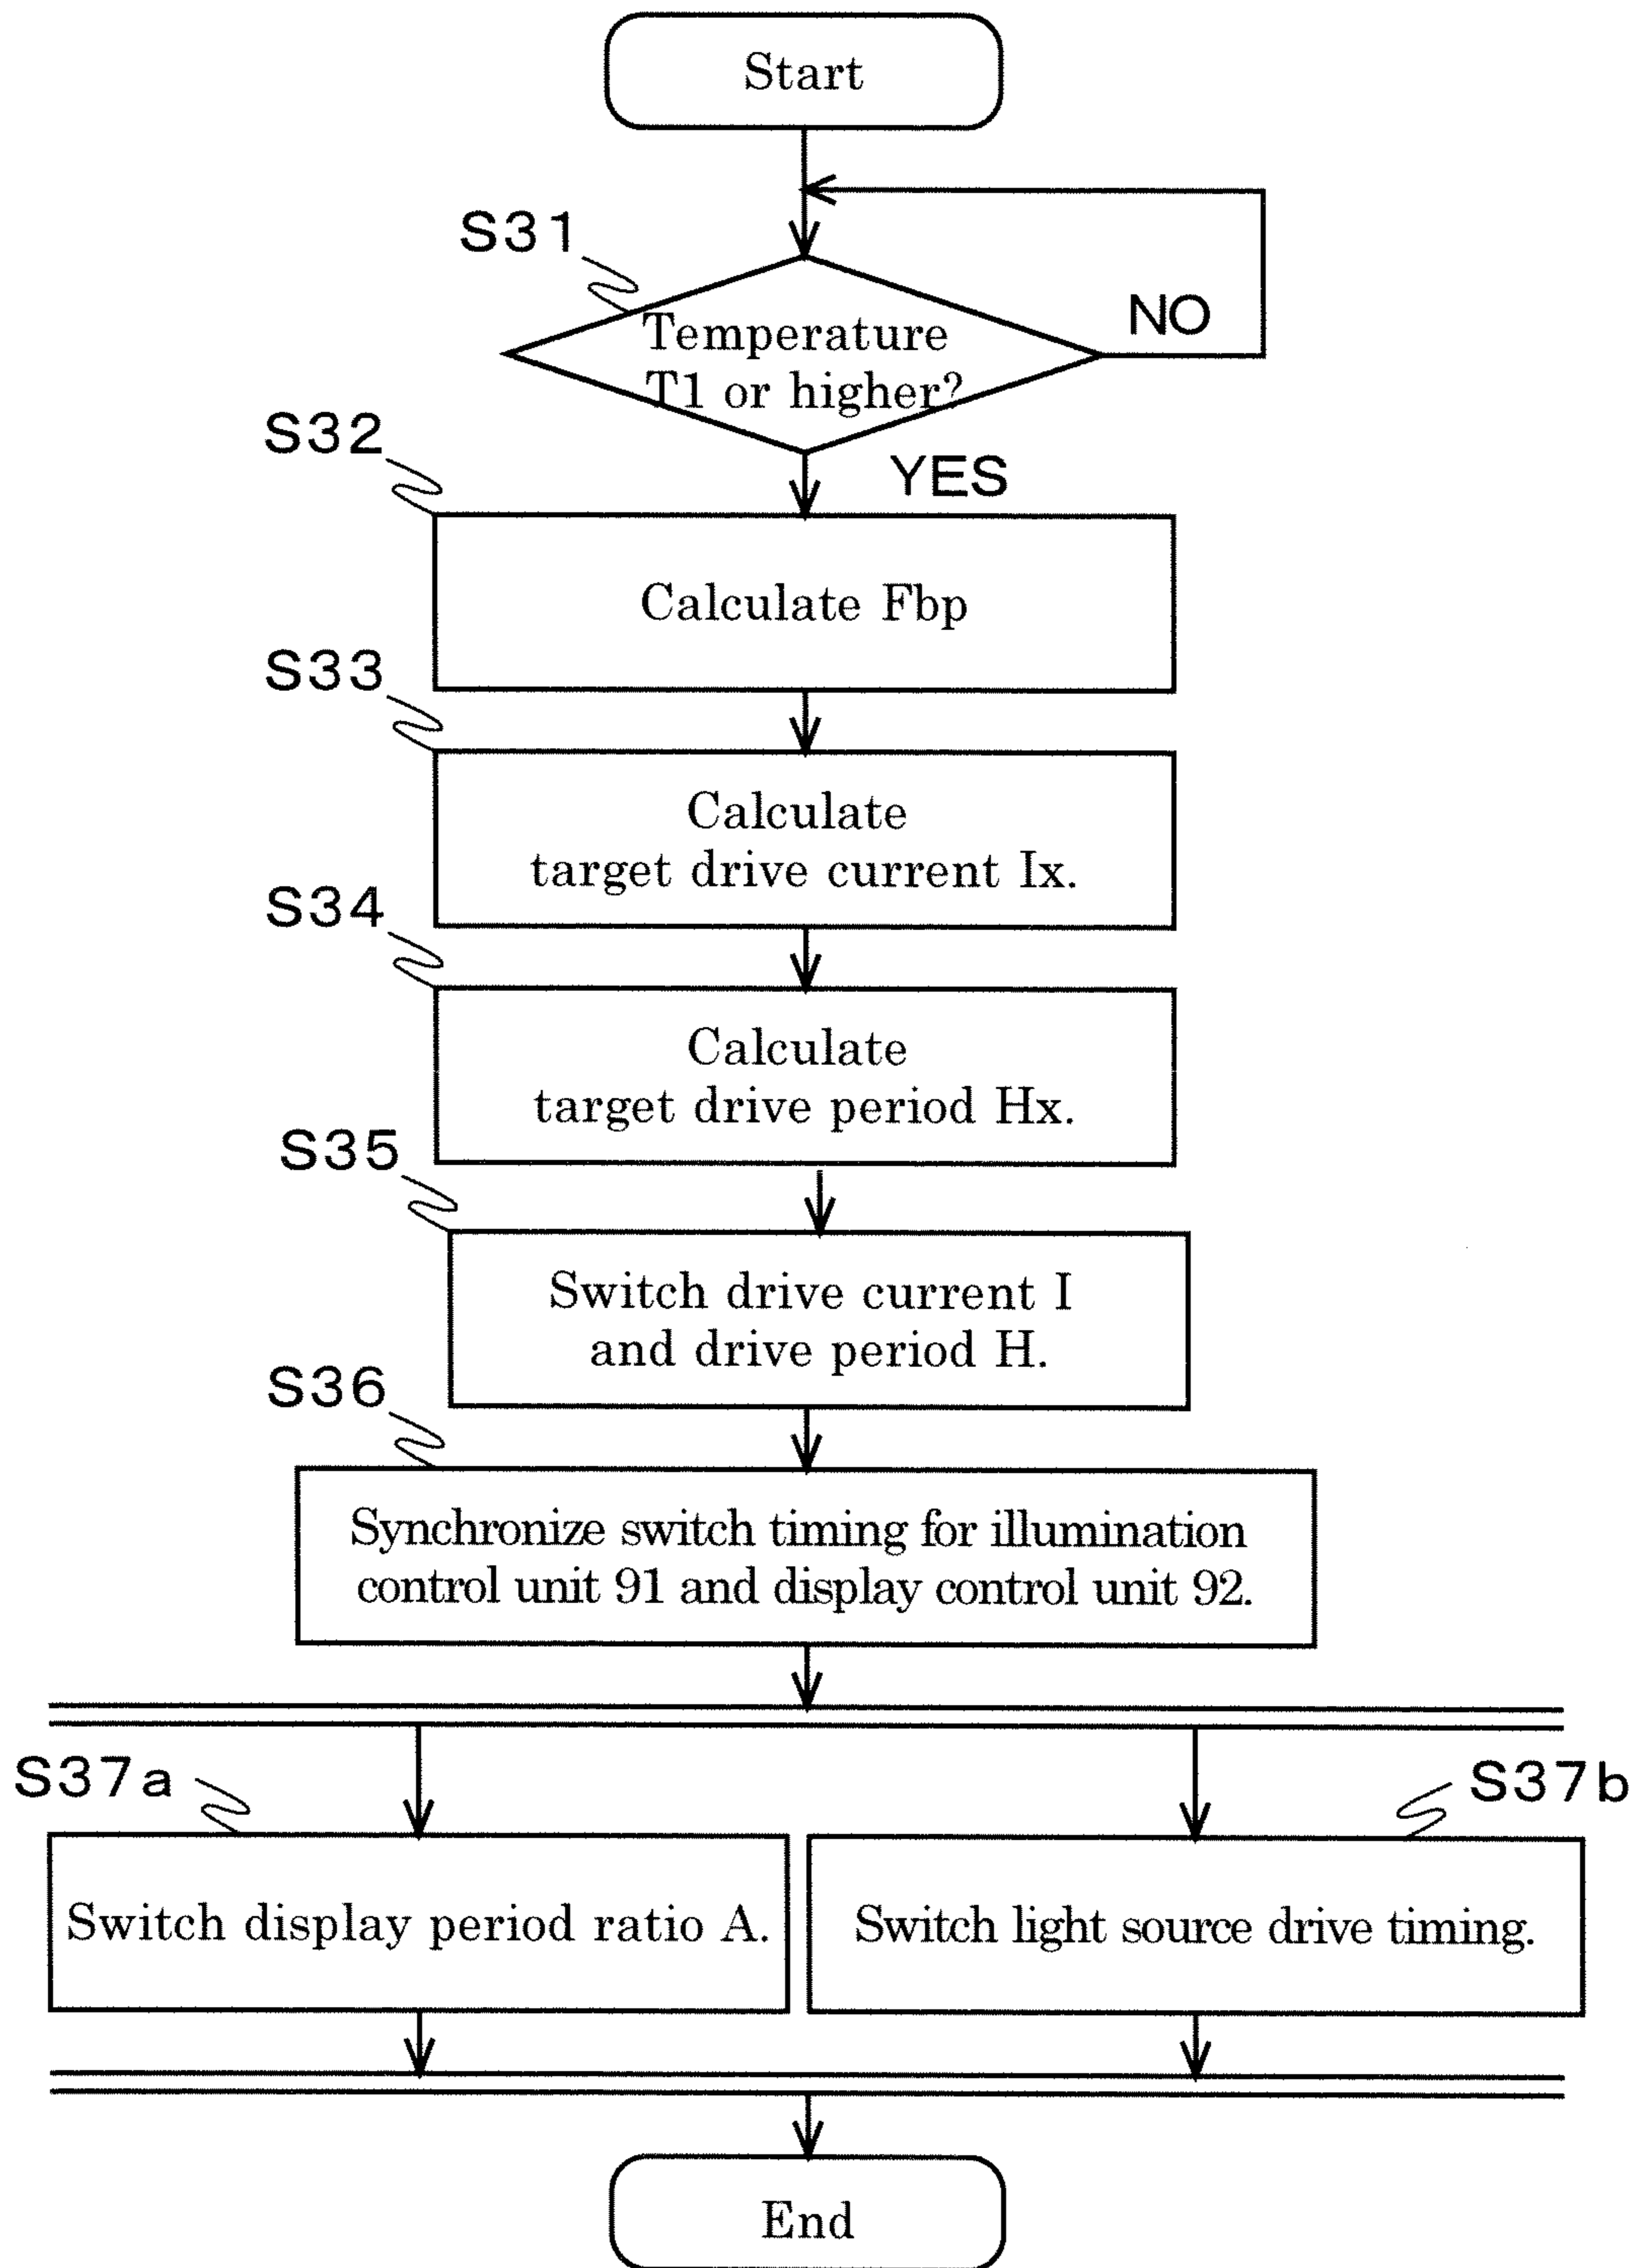 Start
S31
Temperature
T1 or higher?
NO
YES
S32
Calculate Fbp
S33
Calculate
target drive current Ix.
S34
Calculate
target drive period Hx.
S35
Switch drive current I
and drive period H.
S36
Synchronize switch timing for illumination
control unit 91 and display control unit 92.
S37a
S37b
Switch display period ratio A.
Switch light source drive timing.
End